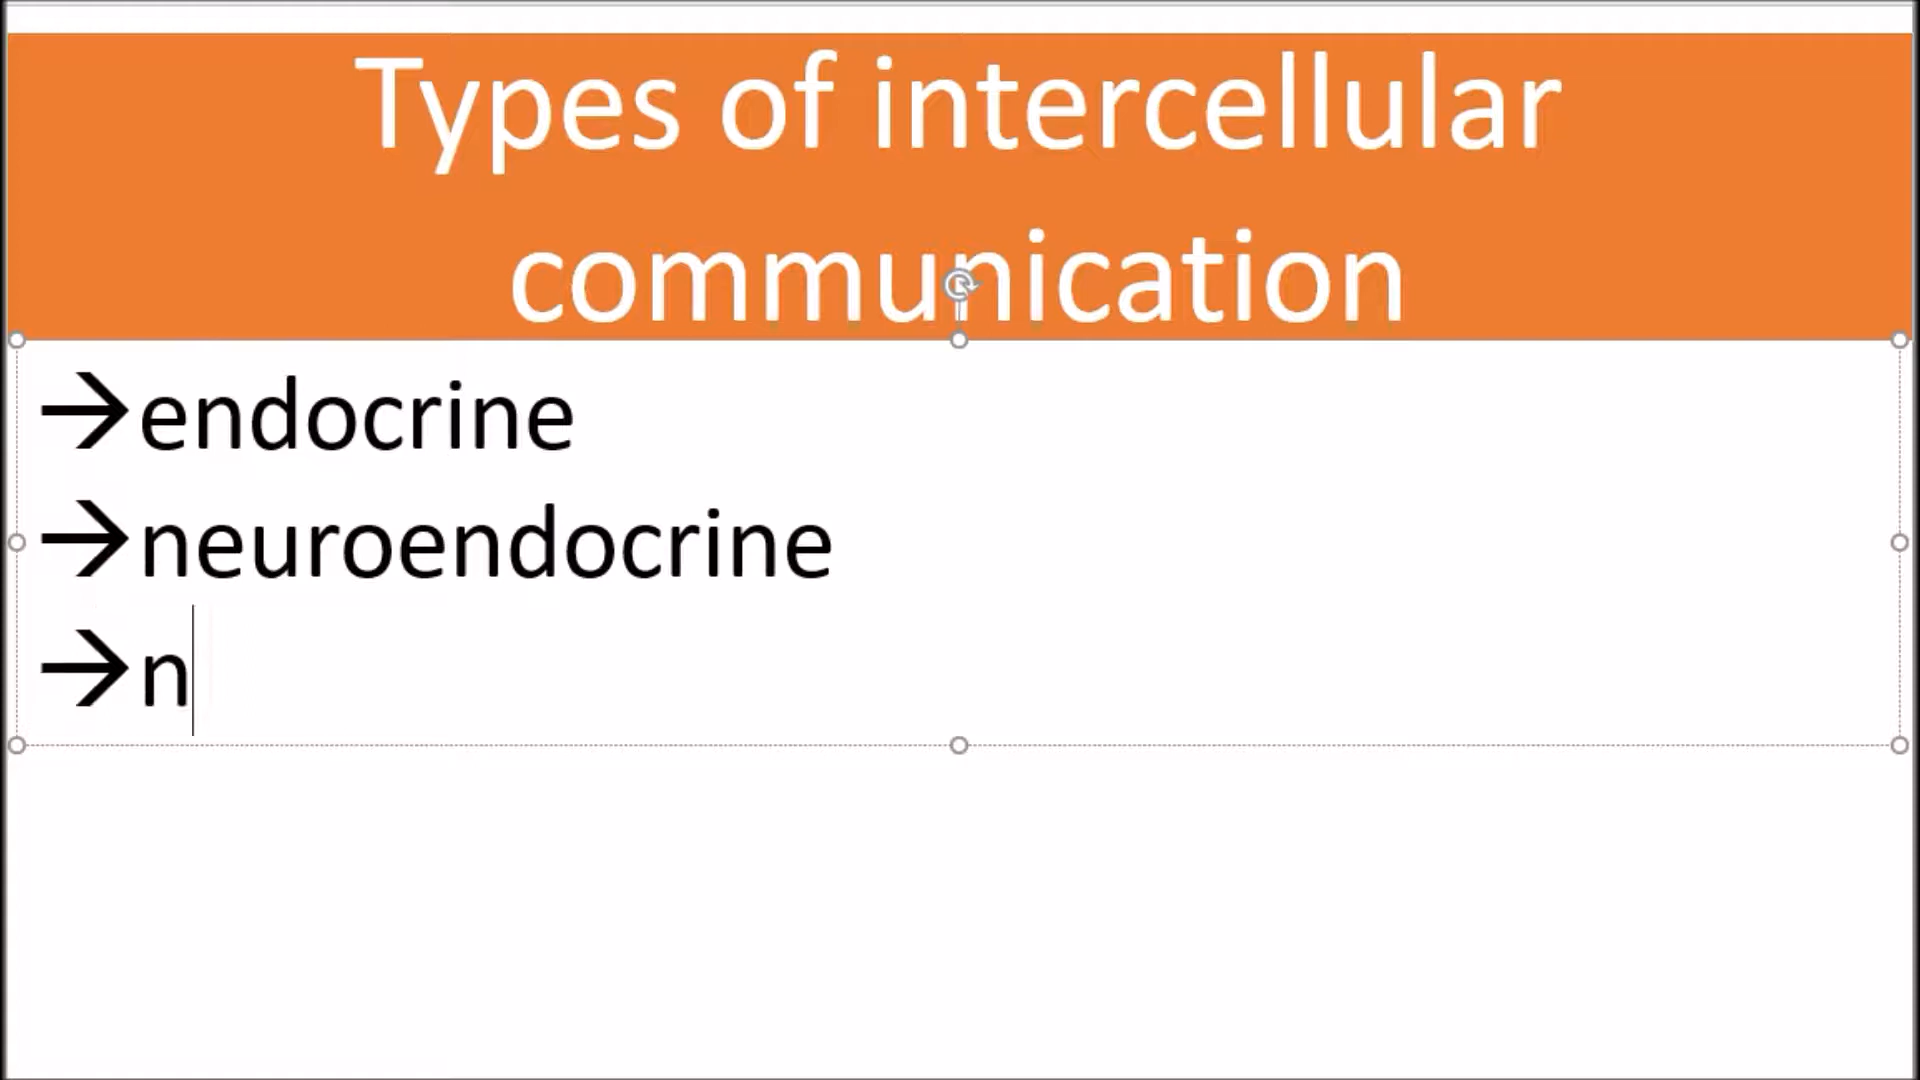 Types of intercellular
communication
→endocrine
→neuroendocrine
→n